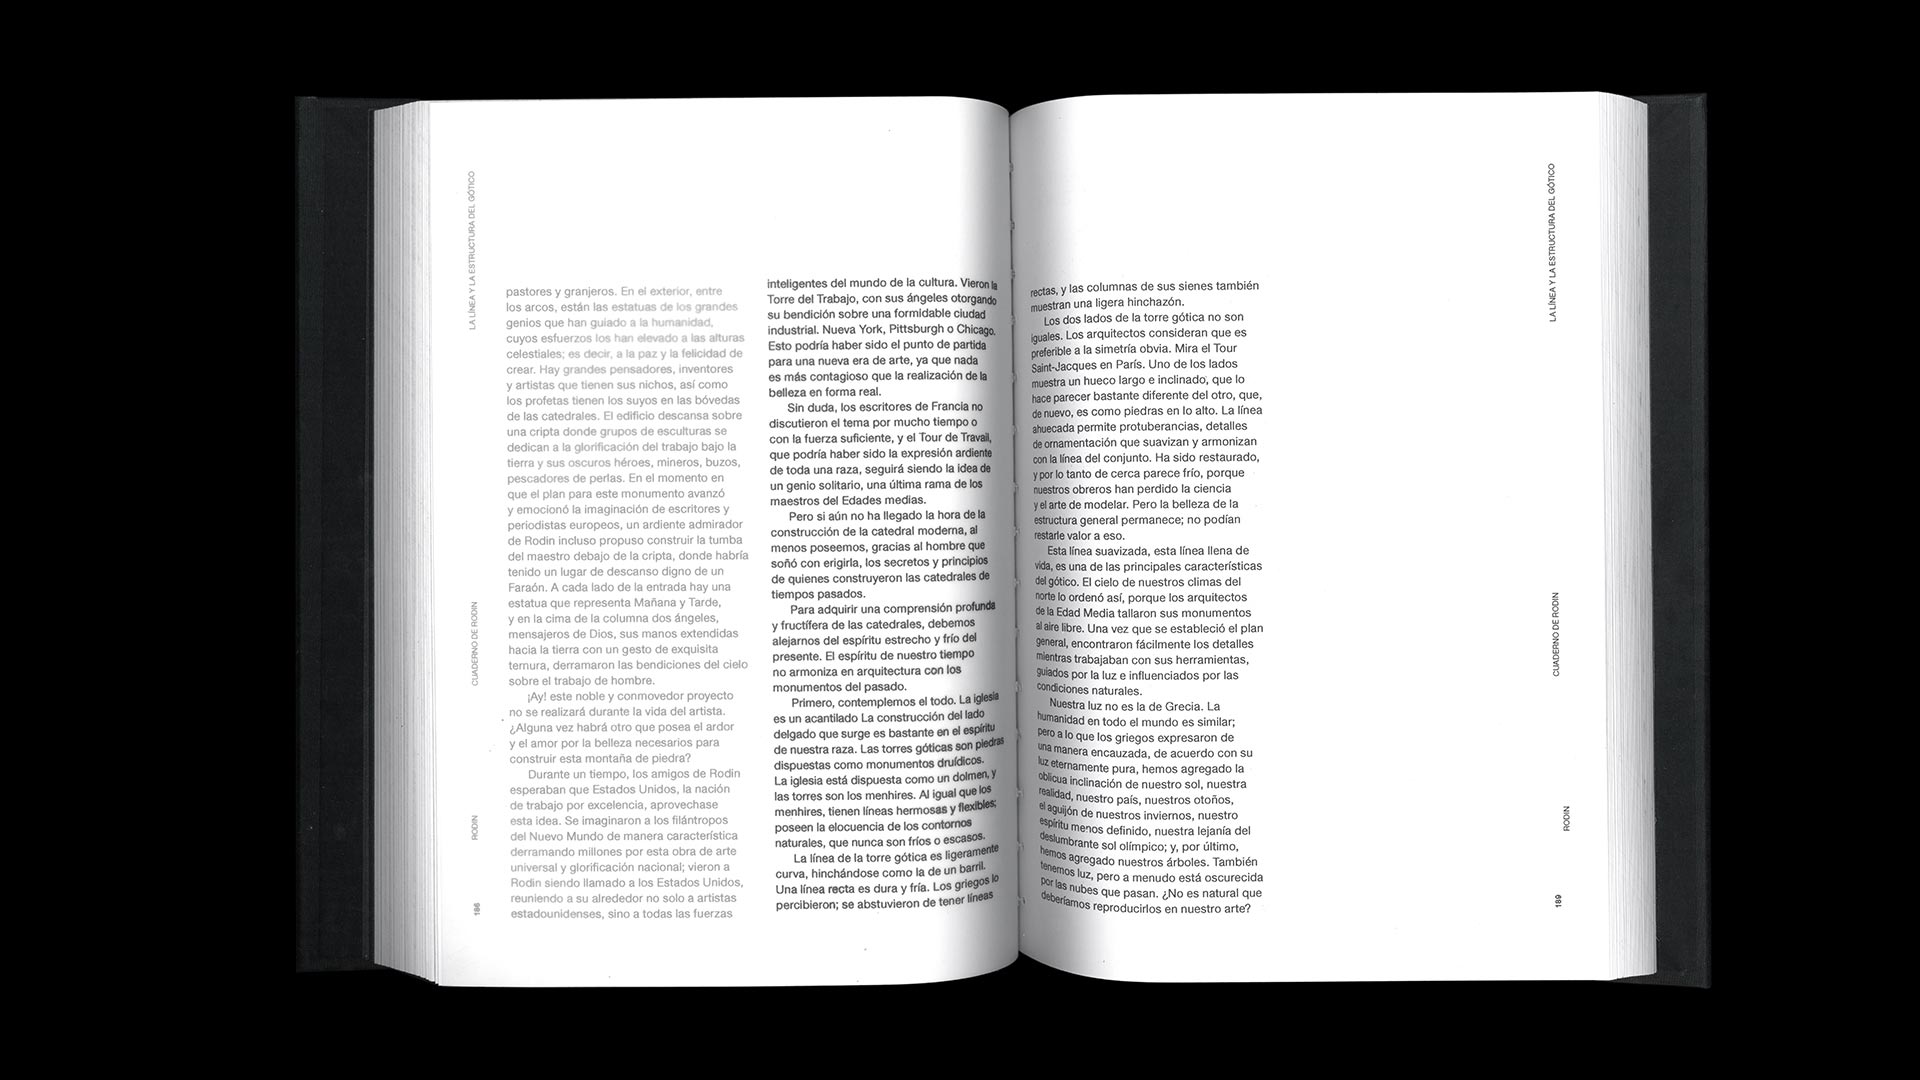 LA LÍNEA Y LA ESTRUCTURA DEL GÓTICO
CUADERNO DE RODIN
RODIN
186
pastores y granjeros. En el exterior, entre
los arcos, están las estatuas de los grandes
genios que han guiado a la humanidad,
cuyos esfuerzos los han elevado a las alturas
celestiales; es decir, a la paz y la felicidad de
crear. Hay grandes pensadores, inventores
y artistas que tienen sus nichos, así como
los profetas tienen los suyos en las bóvedas
de las catedrales. El edificio descansa sobre
una cripta donde grupos de esculturas se
dedican a la glorificación del trabajo bajo la
tierra y sus oscuros héroes, mineros, buzos,
pescadores de perlas. En el momento en
que el plan para este monumento avanzó
y emocionó la imaginación de escritores y
periodistas europeos, un ardiente admirador
de Rodin incluso propuso construir la tumba
del maestro debajo de la cripta, donde habría
tenido un lugar de descanso digno de un
Faraón. A cada lado de la entrada hay una
estatua que representa Mañana y Tarde,
y en la cima de la columna dos ángeles,
mensajeros de Dios, sus manos extendidas
hacia la tierra con un gesto de exquisita
ternura, derramaron las bendiciones del cielo
sobre el trabajo de hombre.
¡Ay! este noble y conmovedor proyecto
no se realizará durante la vida del artista.
¿Alguna vez habrá otro que posea el ardor
y el amor por la belleza necesarios para
construir esta montaña de piedra?
Durante un tiempo, los amigos de Rodin
esperaban que Estados Unidos, la nación
de trabajo por excelencia, aprovechase
esta idea. Se imaginaron a los filántropos
del Nuevo Mundo de manera característica
derramando millones por esta obra de arte
universal y glorificación nacional; vieron a
Rodin siendo llamado a los Estados Unidos,
reuniendo a su alrededor no solo a artistas
estadounidenses, sino a todas las fuerzas
inteligentes del mundo de la cultura. Vieron la
Torre del Trabajo, con sus ángeles otorgando
su bendición sobre una formidable ciudad
industrial. Nueva York, Pittsburgh o Chicago.
Esto podría haber sido el punto de partida
para una nueva era de arte, ya que nada
es más contagioso que la realización de la
belleza en forma real.
Sin duda, los escritores de Francia no
discutieron el tema por mucho tiempo o
con la fuerza suficiente, y el Tour de Travail,
que podría haber sido la expresión ardiente
de toda una raza, seguirá siendo la idea de
un genio solitario, una última rama de los
maestros del Edades medias.
Pero si aún no ha llegado la hora de la
construcción de la catedral moderna, al
menos poseemos, gracias al hombre que
soñó con erigirla, los secretos y principios
de quienes construyeron las catedrales de
tiempos pasados.
Para adquirir una comprensión profunda
y fructífera de las catedrales, debemos
alejarnos del espíritu estrecho y frío del
presente. El espíritu de nuestro tiempo
no armoniza en arquitectura con los
monumentos del pasado.
Primero, contemplemos el todo. La iglesia
es un acantilado La construcción del lado
delgado que surge es bastante en el espíritu
de nuestra raza. Las torres góticas son piedras
dispuestas como monumentos druídicos.
La iglesia está dispuesta como un dolmen, y
las torres son los menhires. Al igual que los
menhires, tienen líneas hermosas y flexibles;
poseen la elocuencia de los contornos
naturales, que nunca son fríos o escasos.
La línea de la torre gótica es ligeramente
curva, hinchándose como la de un barril.
Una línea recta es dura y fría. Los griegos lo
percibieron; se abstuvieron de tener líneas
rectas, y las columnas de sus sienes también
muestran una ligera hinchazón.
Los dos lados de la torre gótica no son
iguales. Los arquitectos consideran que es
preferible a la simetría obvia. Mira el Tour
Saint-Jacques en París. Uno de los lados
muestra un hueco largo e inclinado, que lo
hace parecer bastante diferente del otro, que,
de nuevo, es como piedras en lo alto. La línea
ahuecada permite protuberancias, detalles
de ornamentación que suavizan y armonizan
con la línea del conjunto. Ha sido restaurado,
y por lo tanto de cerca parece frío, porque
nuestros obreros han perdido la ciencia
y el arte de modelar. Pero la belleza de la
estructura general permanece; no podían
restarle valor a eso.
Esta línea suavizada, esta línea llena de
vida, es una de las principales características
del gótico. El cielo de nuestros climas del
norte lo ordenó así, porque los arquitectos
de la Edad Media tallaron sus monumentos
al aire libre. Una vez que se estableció el plan
general, encontraron fácilmente los detalles
mientras trabajaban con sus herramientas,
guiados por la luz e influenciados por las
condiciones naturales.
Nuestra luz no es la de Grecia. La
humanidad en todo el mundo es similar;
pero a lo que los griegos expresaron de
una manera encauzada, de acuerdo con su
luz eternamente pura, hemos agregado la
oblicua inclinación de nuestro sol, nuestra
realidad, nuestro país, nuestros otoños,
el aguijón de nuestros inviernos, nuestro
espíritu menos definido, nuestra lejanía del
deslumbrante sol olímpico; y, por último,
hemos agregado nuestros árboles. También
tenemos luz, pero a menudo está oscurecida
por las nubes que pasan. ¿No es natural que
deberíamos reproducirlos en nuestro arte?
LA LÍNEA Y LA ESTRUCTURA DEL GÓTICO
CUADERNO DE RODIN
RODIN
189